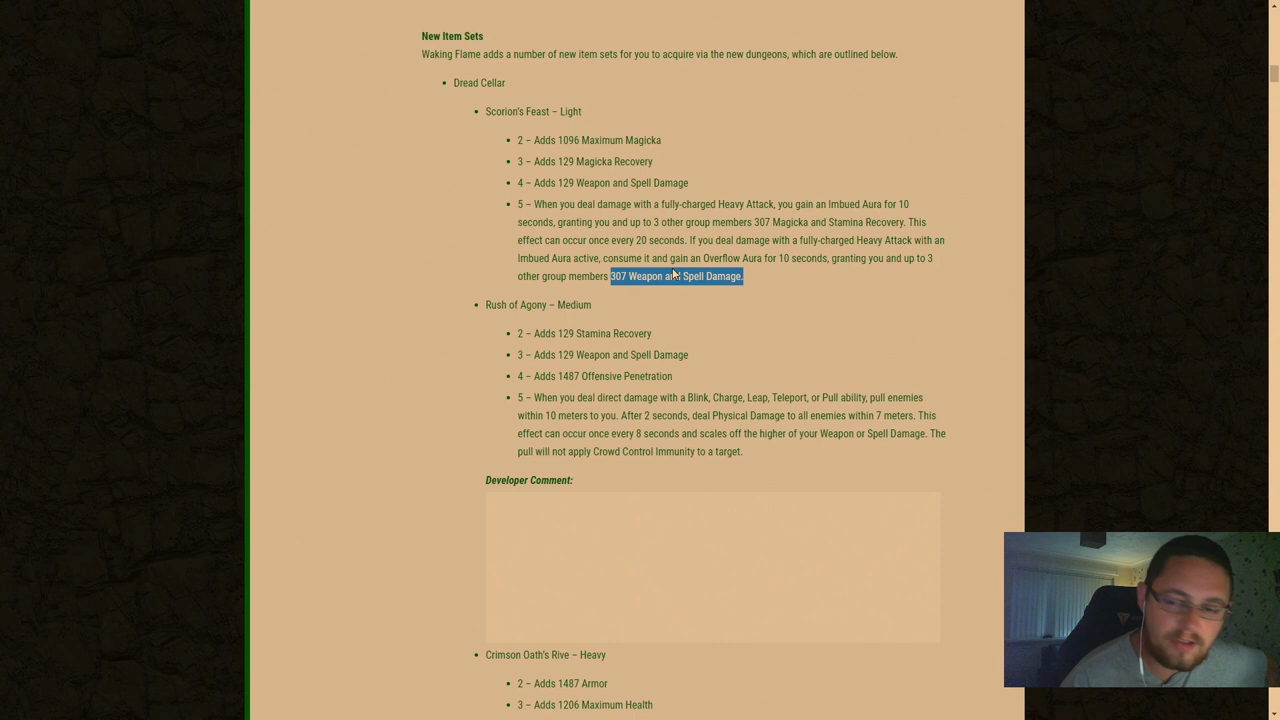 New Item Sets
Waking Flame adds a number of new item sets for you to acquire via the new dungeons, which are outlined below.
• Dread Cellar
• Scorion's Feast – Light
• 2 – Adds 1096 Maximum Magicka
• 3 – Adds 129 Magicka Recovery
• 4 – Adds 129 Weapon and Spell Damage
• 5 – When you deal damage with a fully-charged Heavy Attack, you gain an Imbued Aura for 10
seconds, granting you and up to 3 other group members 307 Magicka and Stamina Recovery. This
effect can occur once every 20 seconds. If you deal damage with a fully-charged Heavy Attack with an
Imbued Aura active, consume it and gain an Overflow Aura for 10 seconds, granting you and up to 3
other group members 307 Weapon and Spell Damage.
• Rush of Agony – Medium
• 2 – Adds 129 Stamina Recovery
• 3 – Adds 129 Weapon and Spell Damage
• 4 – Adds 1487 Offensive Penetration
• 5 – When you deal direct damage with a Blink, Charge, Leap, Teleport, or Pull ability, pull enemies
within 10 meters to you. After 2 seconds, deal Physical Damage to all enemies within 7 meters. This
effect can occur once every 8 seconds and scales off the higher of your Weapon or Spell Damage. The
pull will not apply Crowd Control Immunity to a target.
Developer Comment:
• Crimson Oath's Rive – Heavy
• 2 – Adds 1487 Armor
• 3 – Adds 1206 Maximum Health